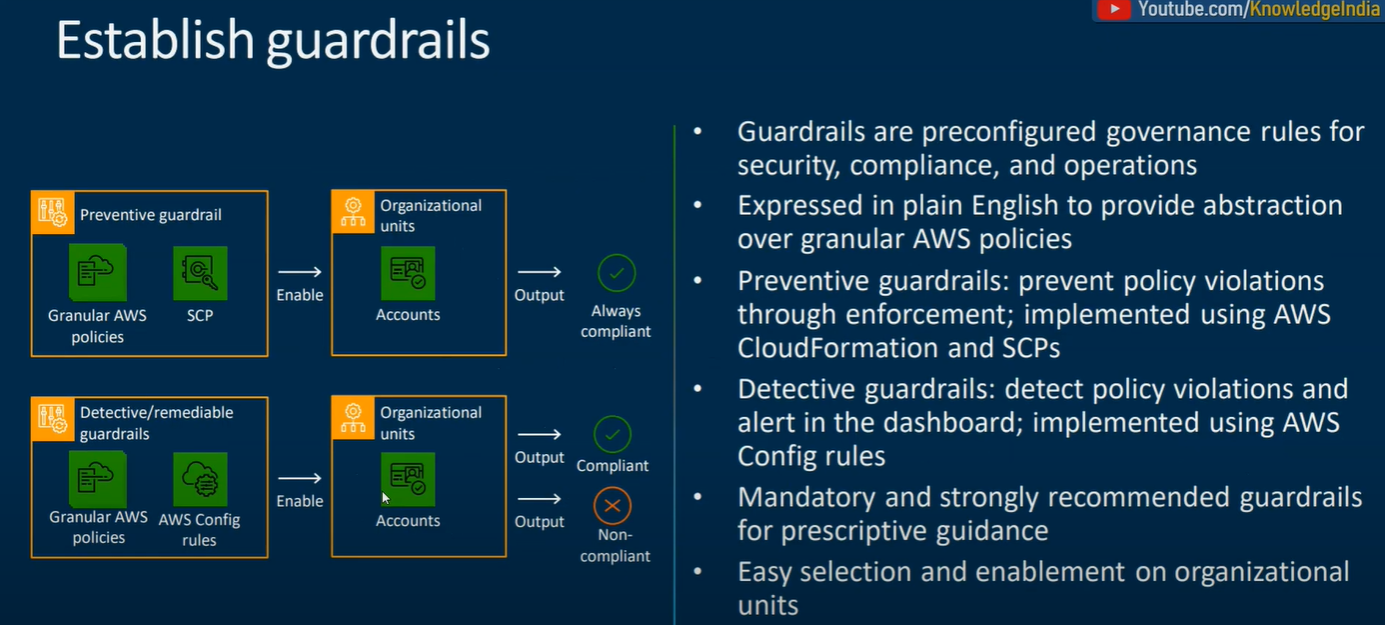 Youtube.com/KnowledgeIndia
Establish guardrails
Preventive guardrail
Granular AWS
policies
SCP
Enable
Organizational
units
Accounts
Output
Always
compliant
Detective/remediable
guardrails
Granular AWS
policies
AWS Config
rules
Enable
Organizational
units
Accounts
Output
Compliant
Output
Non-
compliant
• Guardrails are preconfigured governance rules for
security, compliance, and operations
• Expressed in plain English to provide abstraction
over granular AWS policies
• Preventive guardrails: prevent policy violations
through enforcement; implemented using AWS
CloudFormation and SCPs
• Detective guardrails: detect policy violations and
alert in the dashboard; implemented using AWS
Config rules
• Mandatory and strongly recommended guardrails
for prescriptive guidance
• Easy selection and enablement on organizational
units